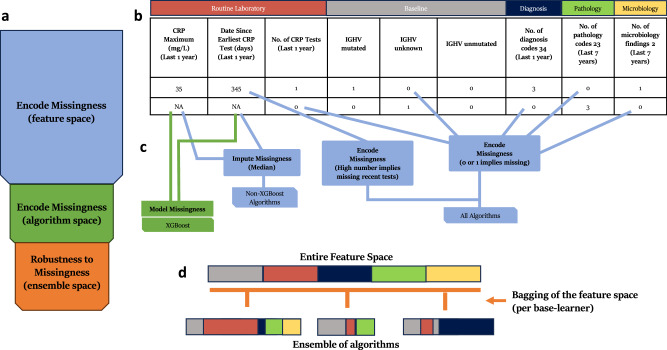 a
Encode Missingness
(feature space)
Encode Missingness
(algorithm space)
Robustness to
Missingness
(ensemble space)
b
Routine Laboratory
Baseline
Diagnosis
Pathology
Microbiology
CRP
Maximum
(mg/L)
(Last 1 year)
Date Since
Earliest CRP
Test (days)
(Last 1 year)
No. of CRP Tests
(Last 1 year)
IGHV
mutated
IGHV
unknown
IGHV unmutated
No. of
diagnosis
codes 34
(Last 1 year)
No. of
pathology
codes 23
(Last 7
years)
No. of
microbiology
findings 2
(Last 7
years)
35 345 1 1 0 0 3 0 1
NA NA 0 0 1 0 0 3 0
c
Impute Missingness
(Median)
Non-XGBoost
Algorithms
Model Missingness
XGBoost
Encode
Missingness
(High number implies
missing recent tests)
Encode
Missingness
(0 or 1 implies missing)
All Algorithms
d
Entire Feature Space
Bagging of the feature space
(per base-learner)
Ensemble of algorithms